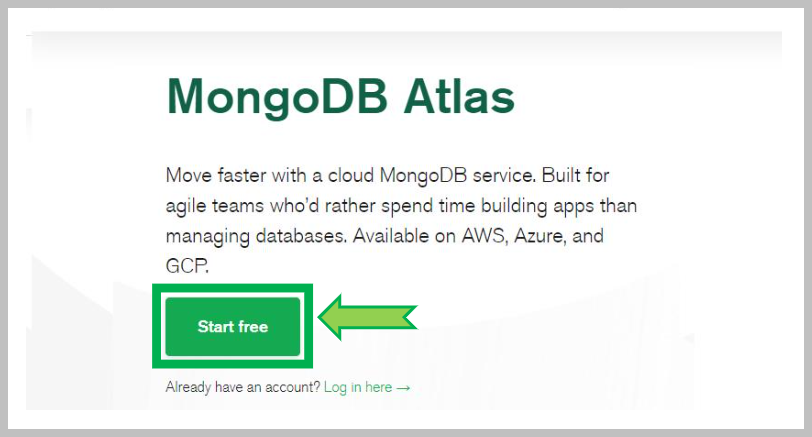 MongoDB Atlas
Move faster with a cloud MongoDB service. Built for
agile teams who'd rather spend time building apps than
managing databases. Available on AWS, Azure, and
GCP.
Start free
Already have an account? Log in here →